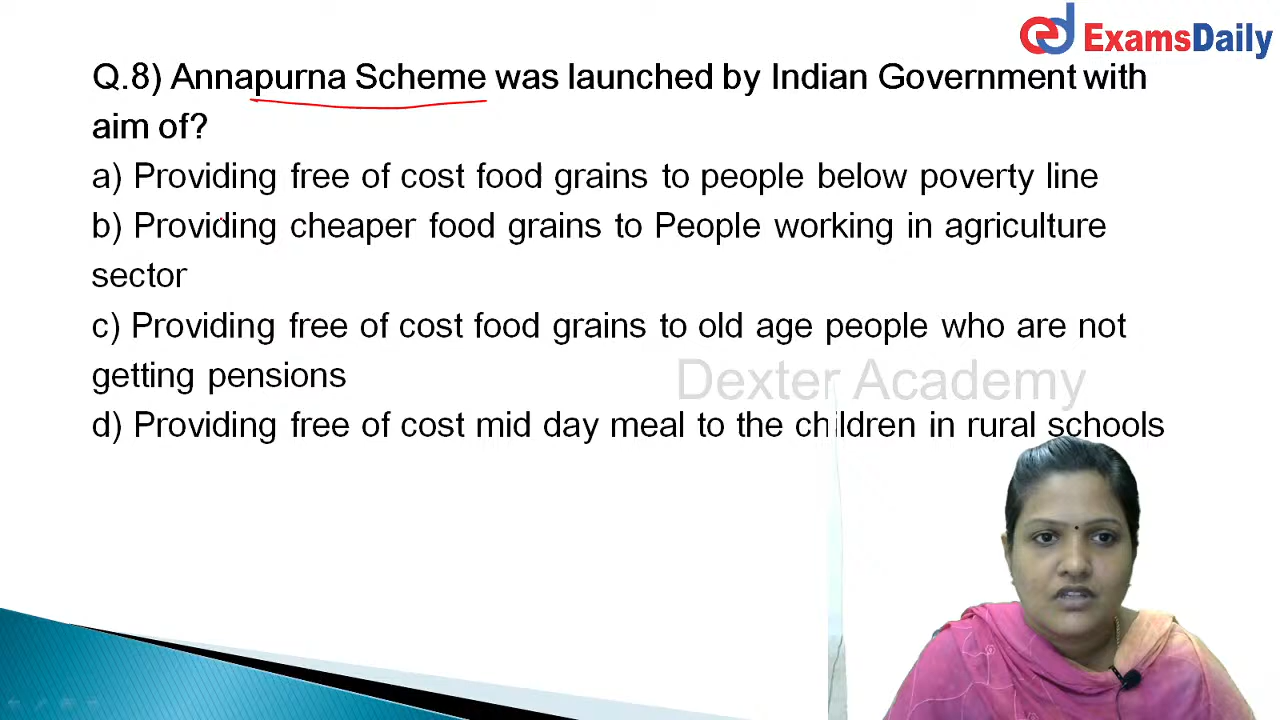 ed ExamsDaily
Q.8) Annapurna Scheme was launched by Indian Government with
aim of?
a) Providing free of cost food grains to people below poverty line
b) Providing cheaper food grains to People working in agriculture
sector
c) Providing free of cost food grains to old age people who are not
getting pensions
Dexter Academy
d) Providing free of cost mid day meal to the children in rural schools